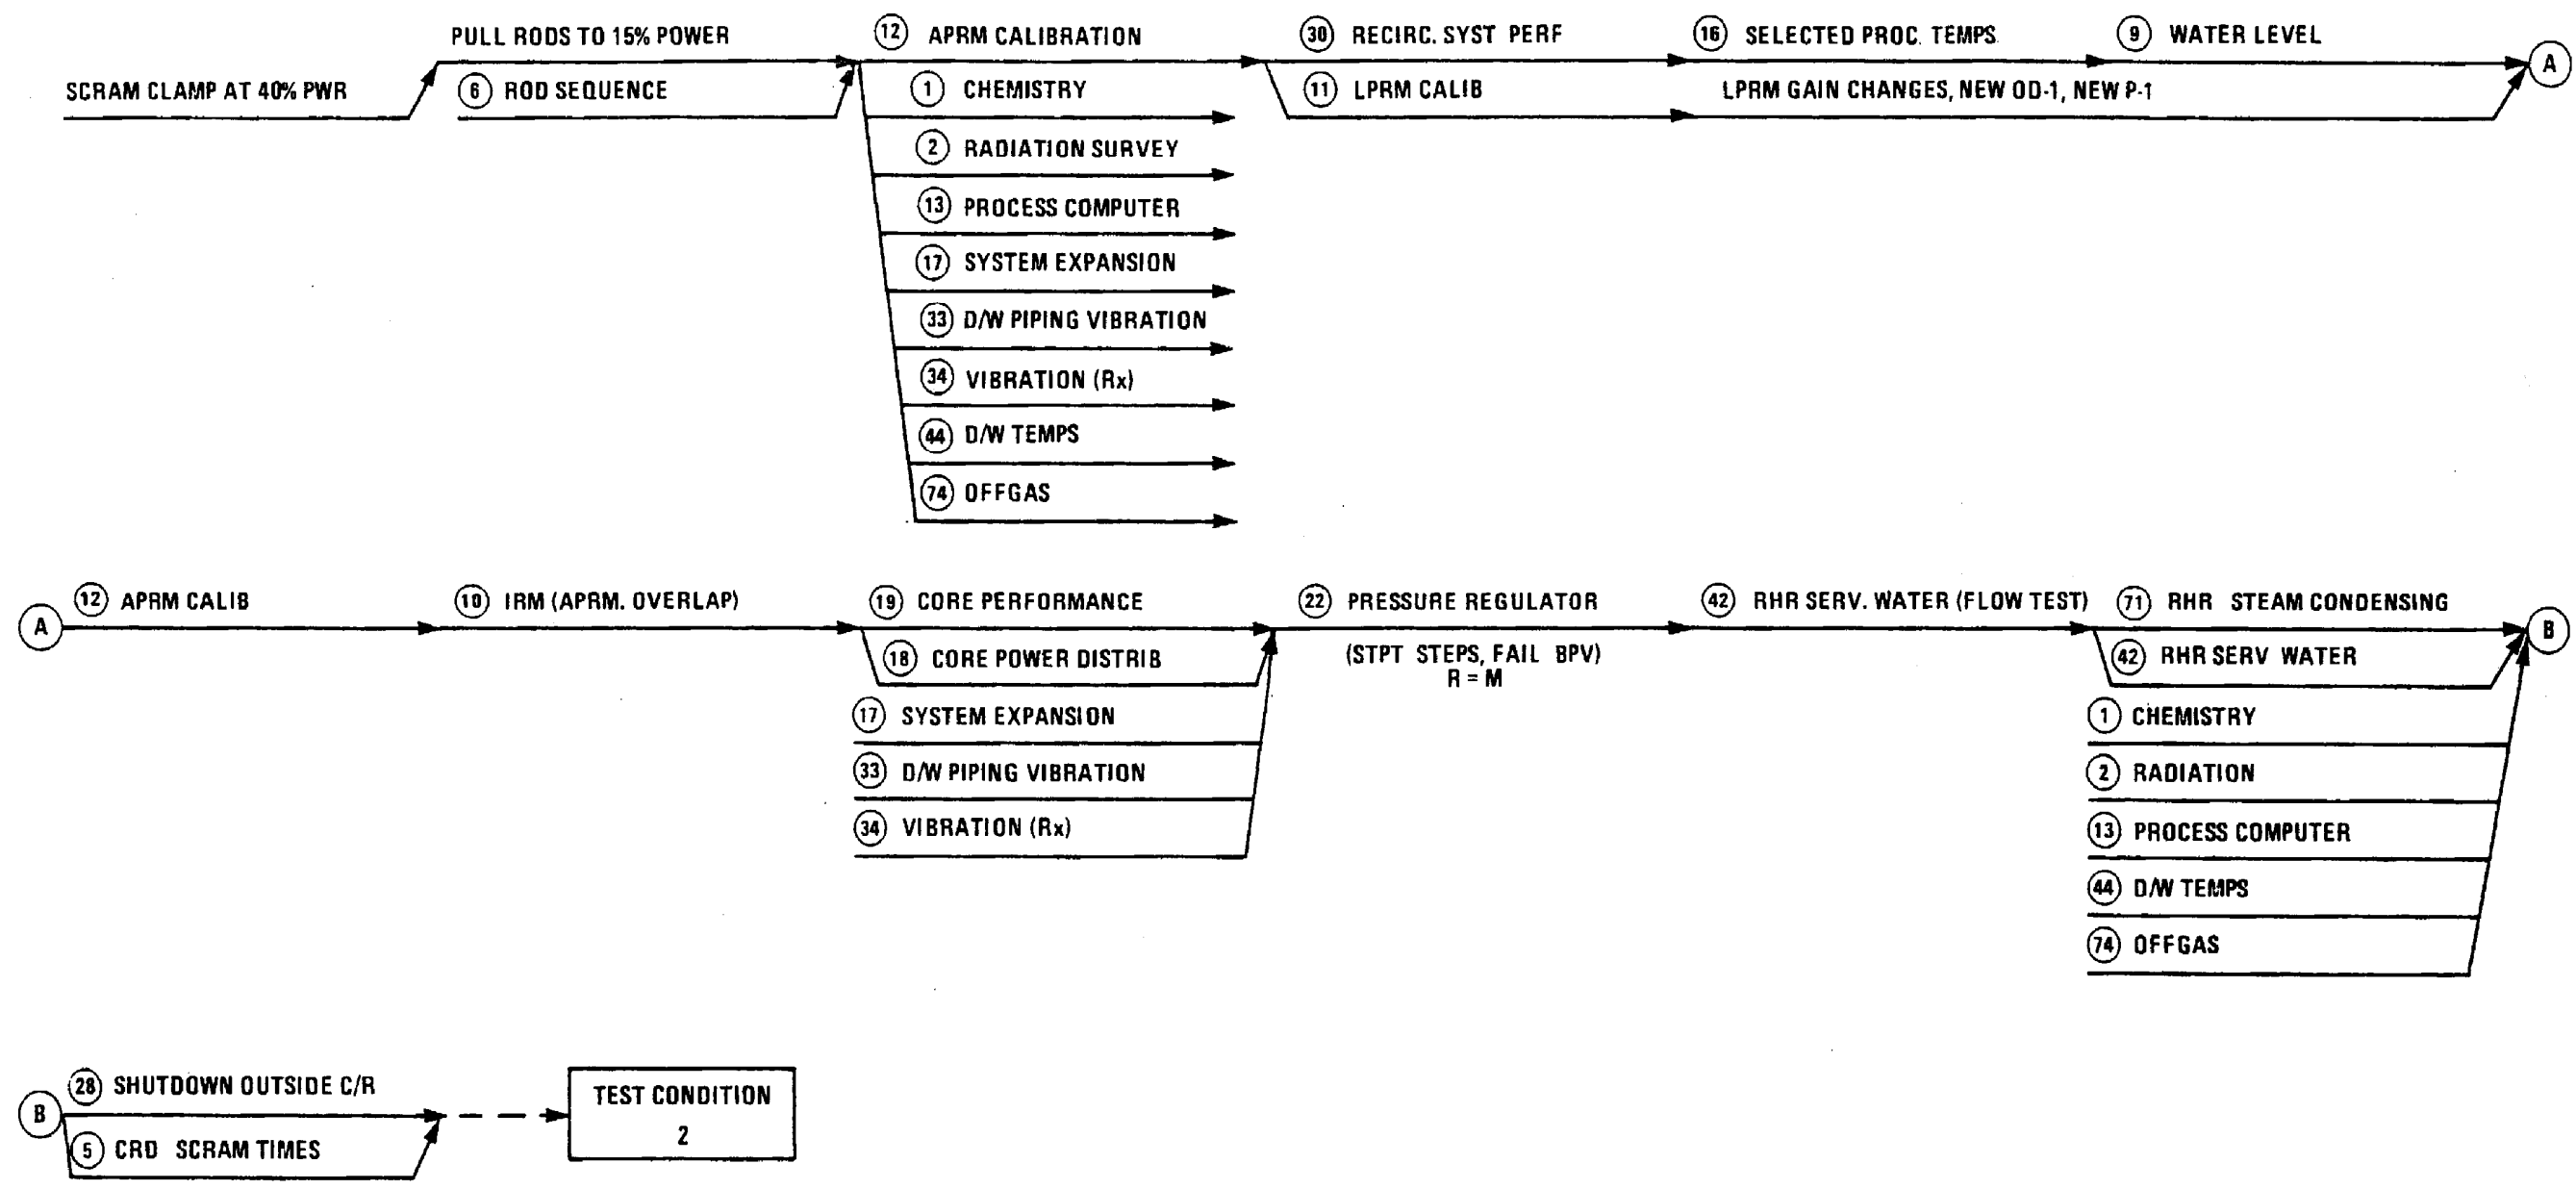 SCRAM CLAMP AT 40% PWR
PULL RODS TO 15% POWER
6 ROD SEQUENCE
12 APRM CALIBRATION
1 CHEMISTRY
2 RADIATION SURVEY
13 PROCESS COMPUTER
17 SYSTEM EXPANSION
33 D/W PIPING VIBRATION
34 VIBRATION (Rx)
44 D/W TEMPS
74 OFFGAS
30 RECIRC. SYST PERF
11 LPRM CALIB
16 SELECTED PROC. TEMPS.
LPRM GAIN CHANGES, NEW OD-1, NEW P-1
9 WATER LEVEL
A
A
12 APRM CALIB
10 IRM (APRM. OVERLAP)
19 CORE PERFORMANCE
18 CORE POWER DISTRIB
17 SYSTEM EXPANSION
33 D/W PIPING VIBRATION
34 VIBRATION (Rx)
22 PRESSURE REGULATOR
(STPT STEPS, FAIL BPV)
R = M
42 RHR SERV. WATER (FLOW TEST)
71 RHR STEAM CONDENSING
42 RHR SERV WATER
1 CHEMISTRY
2 RADIATION
13 PROCESS COMPUTER
44 D/W TEMPS
74 OFFGAS
B
B
28 SHUTDOWN OUTSIDE C/R
5 CRD SCRAM TIMES
TEST CONDITION
2